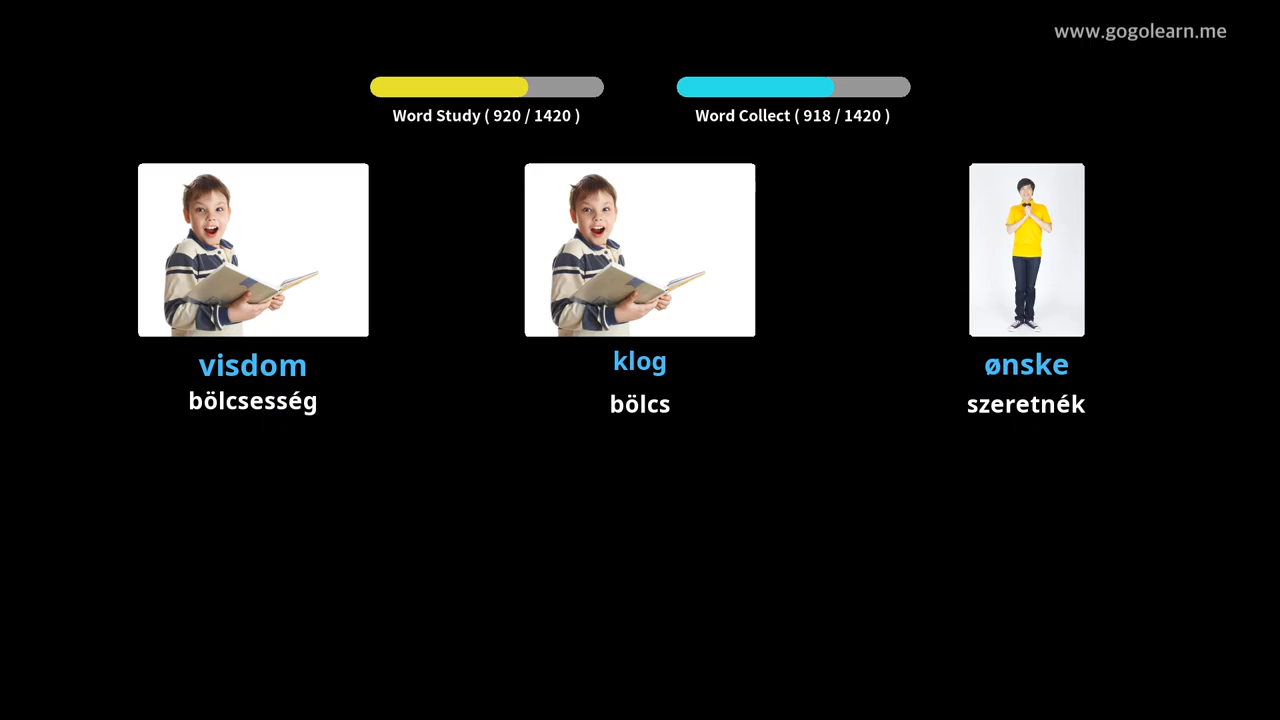 www.gogolearn.me
Word Study ( 920 / 1420 )
Word Collect ( 918 / 1420 )
visdom
bölcsesség
klog
bölcs
ønske
szeretnék